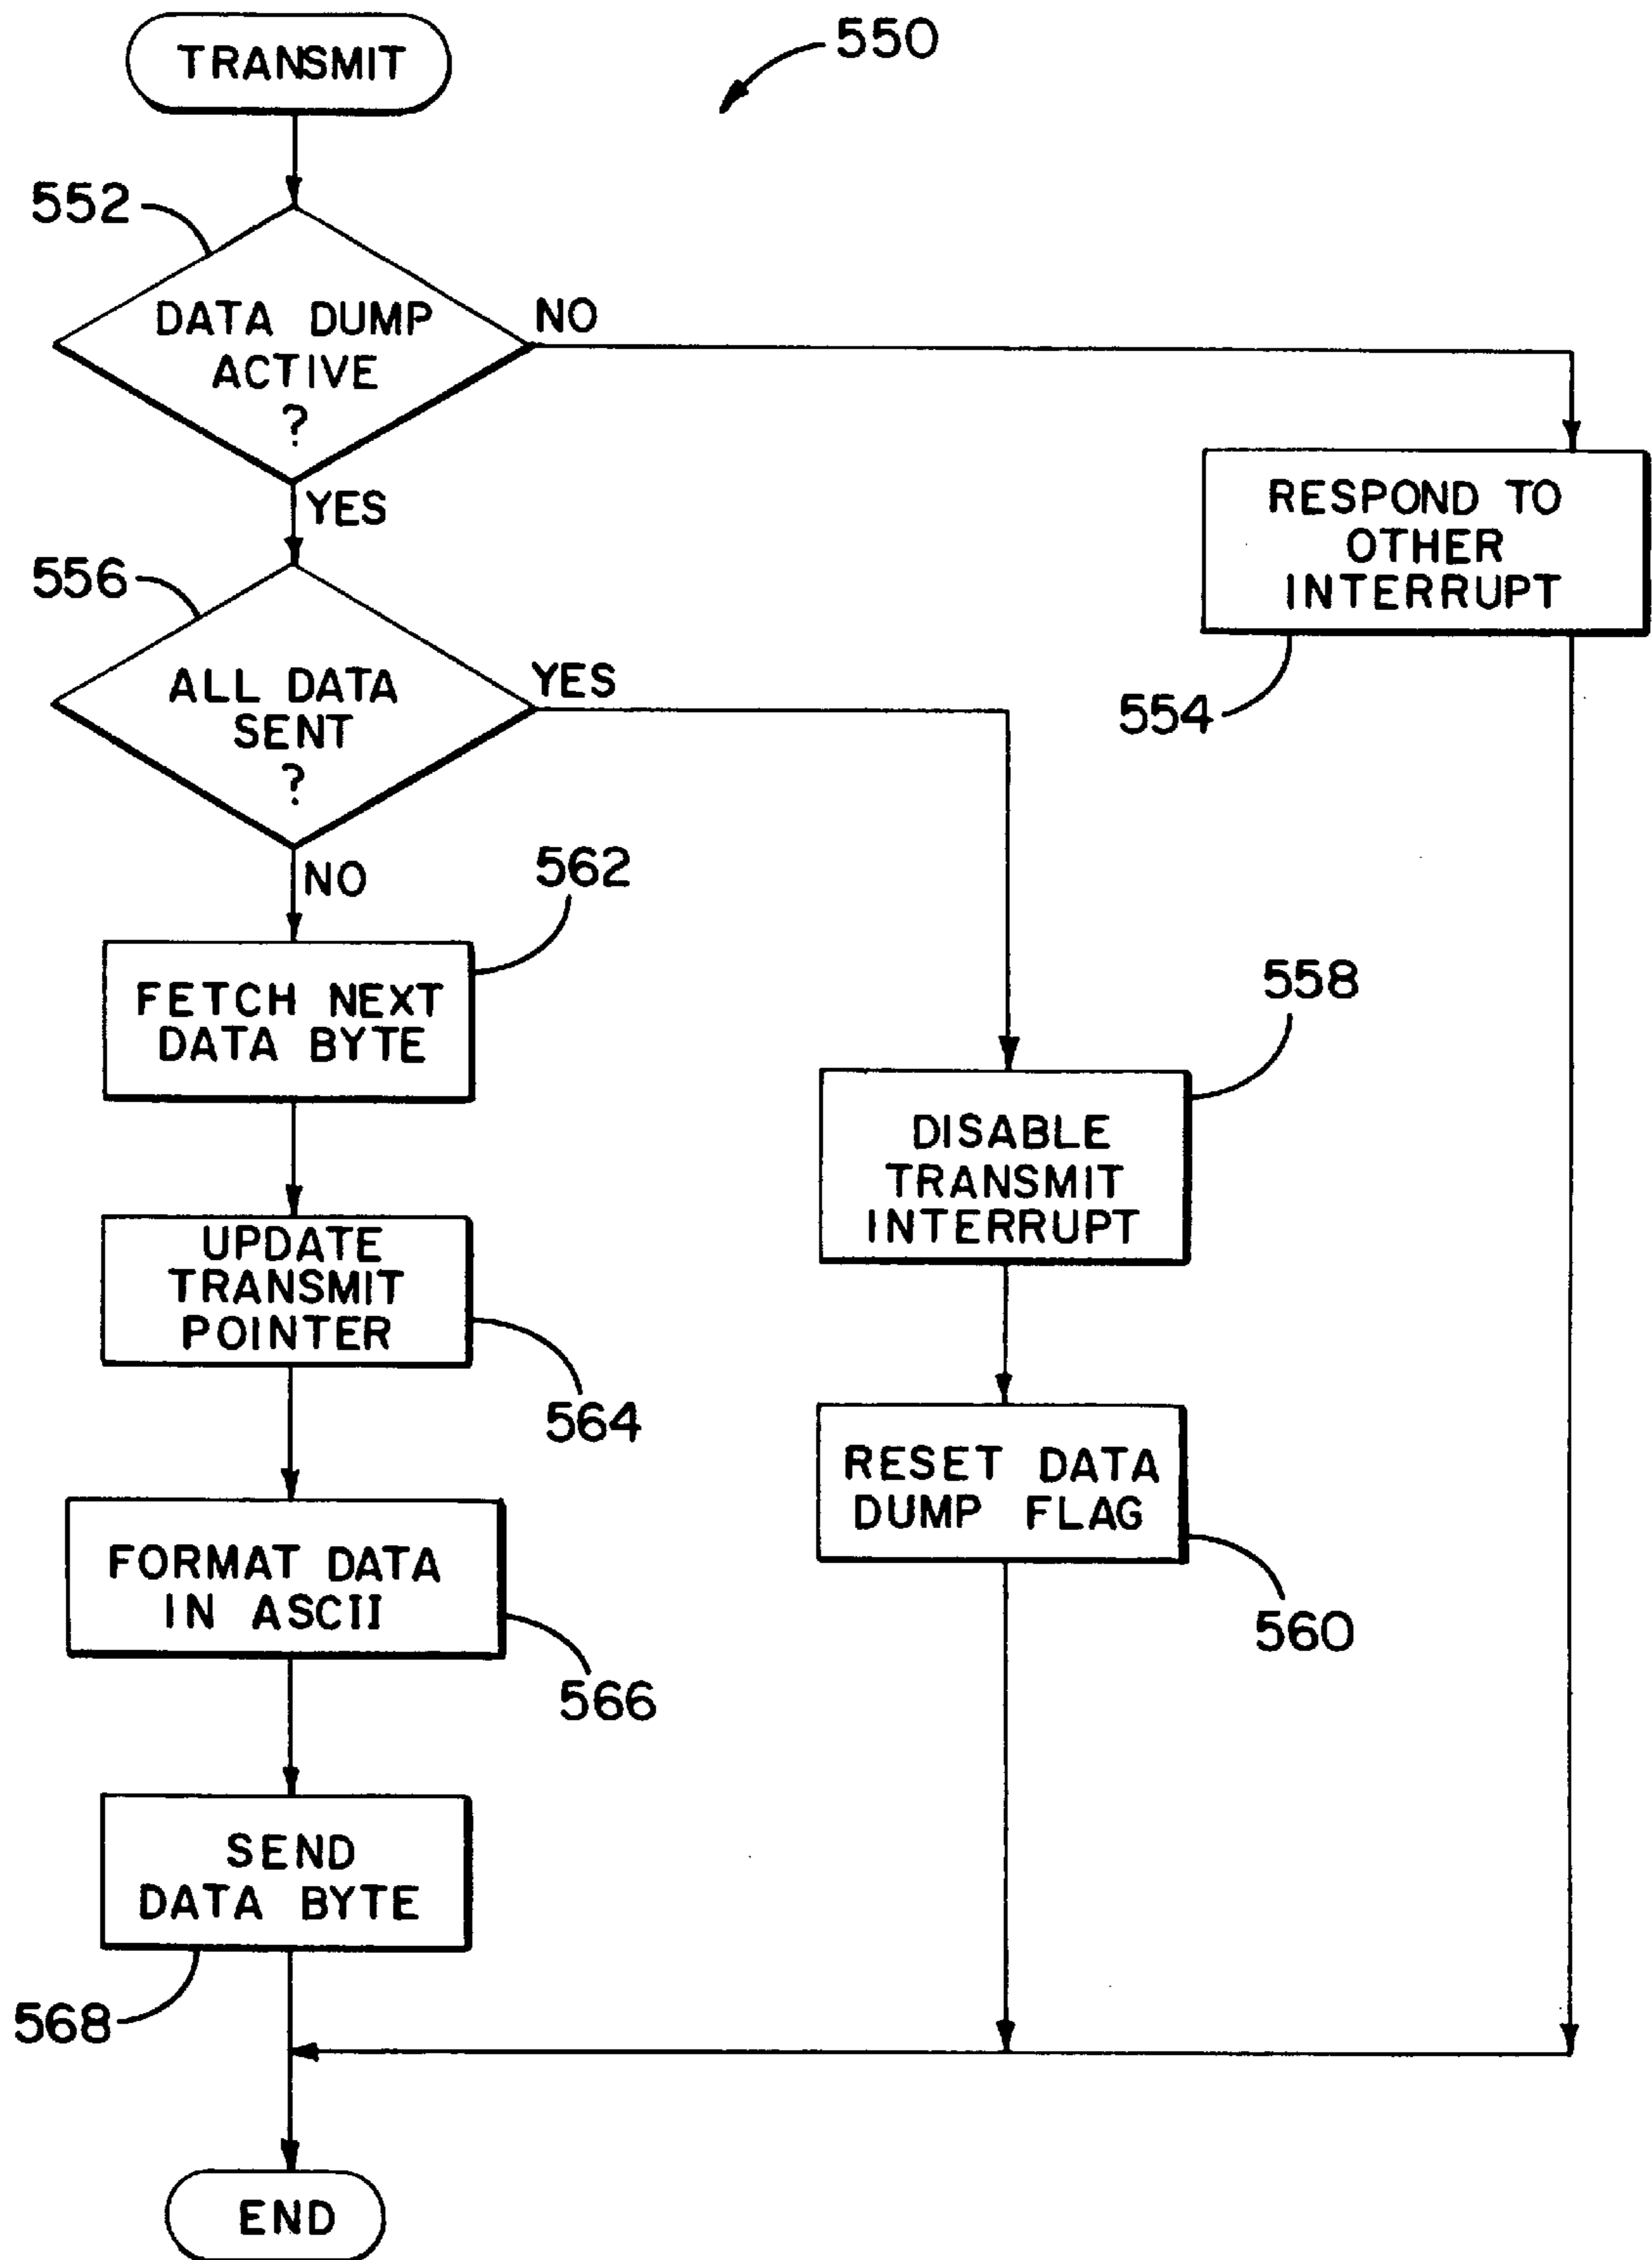 TRANSMIT
550
552
DATA DUMP
ACTIVE
?
NO
YES
RESPOND TO
OTHER
INTERRUPT
554
556
ALL DATA
SENT
?
YES
NO
562
FETCH NEXT
DATA BYTE
558
DISABLE
TRANSMIT
INTERRUPT
UPDATE
TRANSMIT
POINTER
564
RESET DATA
DUMP FLAG
560
FORMAT DATA
IN ASCII
566
SEND
DATA BYTE
568
END